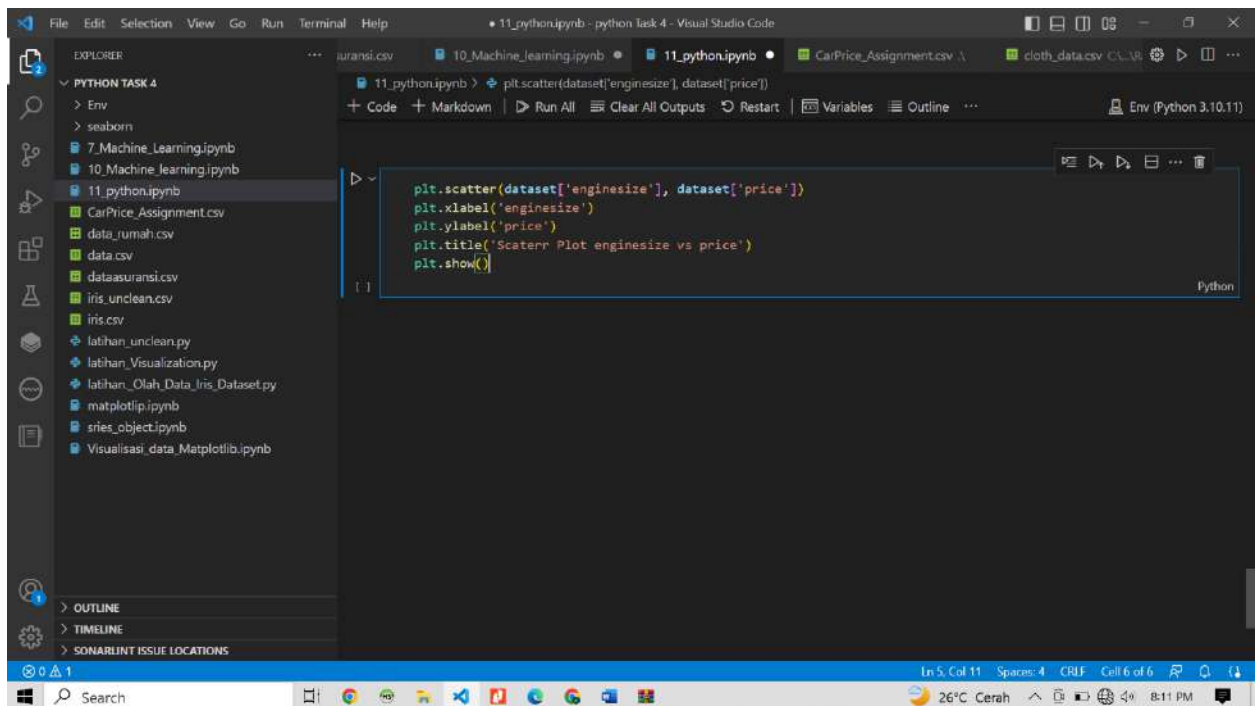 File Edit Selection View Go Run Terminal Help
• 11_python.ipynb - python Task 4 - Visual Studio Code
EXPLORER
PYTHON TASK 4
Env
seaborn
7_Machine_Learning.ipynb
10_Machine_learning.ipynb
11_python.ipynb
CarPrice_Assignment.csv
data_rumah.csv
data.csv
dataasuransi.csv
iris_unclean.csv
iris.csv
latihan_unclean.py
latihan_Visualization.py
latihan_Olah_Data_Iris_Dataset.py
matplotlip.ipynb
sries_object.ipynb
Visualisasi_data_Matplotlib.ipynb
OUTLINE
TIMELINE
SONARLINT ISSUE LOCATIONS
uransi.csv 10_Machine_learning.ipynb • 11_python.ipynb • CarPrice_Assignment.csv .\ cloth_data.csv
11_python.ipynb > plt.scatter(dataset['enginesize'], dataset['price'])
+ Code + Markdown | Run All Clear All Outputs Restart | Variables Outline ... Env (Python 3.10.11)
plt.scatter(dataset['enginesize'], dataset['price'])
plt.xlabel('enginesize')
plt.ylabel('price')
plt.title('Scaterr Plot enginesize vs price')
plt.show()
[ ] Python
0 1 Ln 5, Col 11 Spaces: 4 CRLF Cell 6 of 6
Search 26°C Cerah 8:11 PM